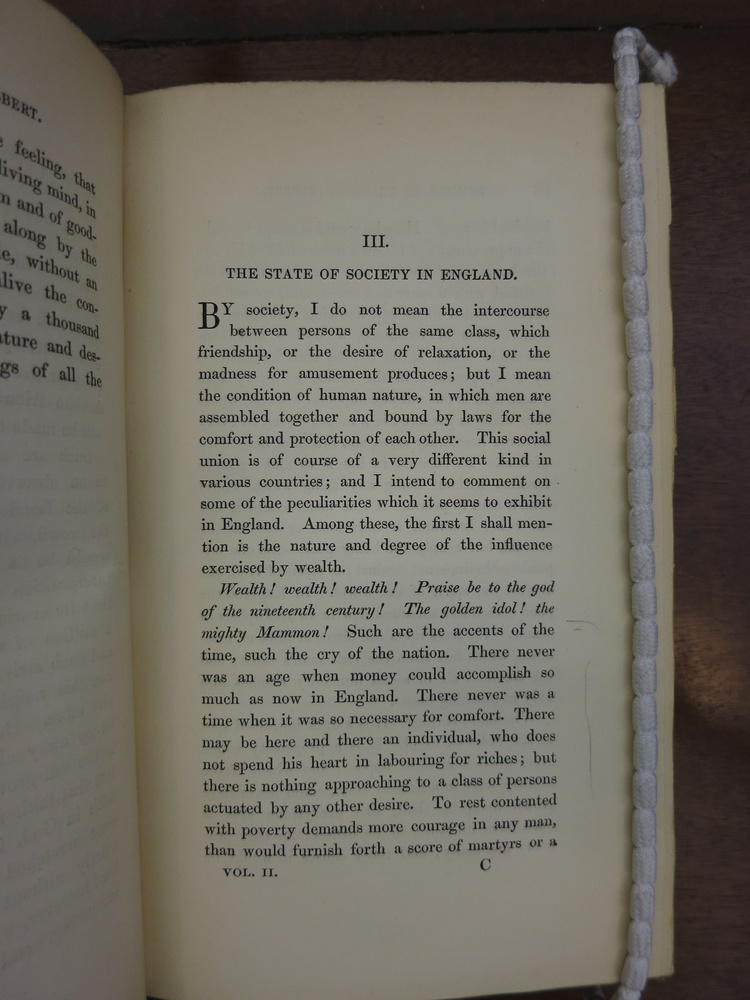 BERT.
feeling, that
living mind, in
n and of good-
along by the
e, without an
live the con-
y a thousand
ture and des-
gs of all the
III.
THE STATE OF SOCIETY IN ENGLAND.
BY society, I do not mean the intercourse
between persons of the same class, which
friendship, or the desire of relaxation, or the
madness for amusement produces; but I mean
the condition of human nature, in which men are
assembled together and bound by laws for the
comfort and protection of each other. This social
union is of course of a very different kind in
various countries; and I intend to comment on
some of the peculiarities which it seems to exhibit
in England. Among these, the first I shall men-
tion is the nature and degree of the influence
exercised by wealth.
Wealth! wealth! wealth! Praise be to the god
of the nineteenth century! The golden idol! the
mighty Mammon! Such are the accents of the
time, such the cry of the nation. There never
was an age when money could accomplish so
much as now in England. There never was a
time when it was so necessary for comfort. There
may be here and there an individual, who does
not spend his heart in labouring for riches; but
there is nothing approaching to a class of persons
actuated by any other desire. To rest contented
with poverty demands more courage in any man,
than would furnish forth a score of martyrs or a
VOL. II. C